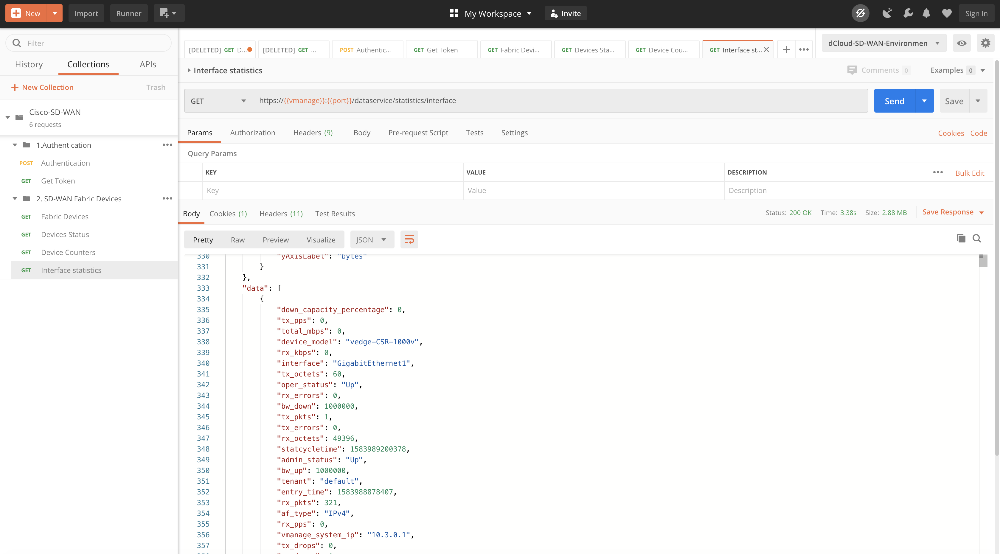 New Import Runner My Workspace Invite Sign In
Filter
History Collections APIs
+ New Collection Trash
Cisco-SD-WAN
6 requests
1.Authentication •••
POST Authentication
GET Get Token
2. SD-WAN Fabric Devices •••
GET Fabric Devices
GET Devices Status
GET Device Counters
GET Interface statistics
[DELETED] GET D... [DELETED] GET ... POST Authentic... GET Get Token GET Fabric Devi... GET Devices Sta... GET Device Cou... GET Interface st... + ••• dCloud-SD-WAN-Environmen
Interface statistics Comments 0 Examples 0
GET https://{{vmanage}}:{{port}}/dataservice/statistics/interface Send Save
Params Authorization Headers (9) Body Pre-request Script Tests Settings Cookies Code
Query Params
KEY VALUE DESCRIPTION ••• Bulk Edit
Key Value Description
Body Cookies (1) Headers (11) Test Results Status: 200 OK Time: 3.38s Size: 2.88 MB Save Response
Pretty Raw Preview Visualize JSON
330 "yAxisLabel": "bytes"
331 }
332 },
333 "data": [
334 {
335 "down_capacity_percentage": 0,
336 "tx_pps": 0,
337 "total_mbps": 0,
338 "device_model": "vedge-CSR-1000v",
339 "rx_kbps": 0,
340 "interface": "GigabitEthernet1",
341 "tx_octets": 60,
342 "oper_status": "Up",
343 "rx_errors": 0,
344 "bw_down": 1000000,
345 "tx_pkts": 1,
346 "tx_errors": 0,
347 "rx_octets": 49396,
348 "statcycletime": 1583989200378,
349 "admin_status": "Up",
350 "bw_up": 1000000,
351 "tenant": "default",
352 "entry_time": 1583988878407,
353 "rx_pkts": 321,
354 "af_type": "IPv4",
355 "rx_pps": 0,
356 "vmanage_system_ip": "10.3.0.1",
357 "tx_drops": 0,